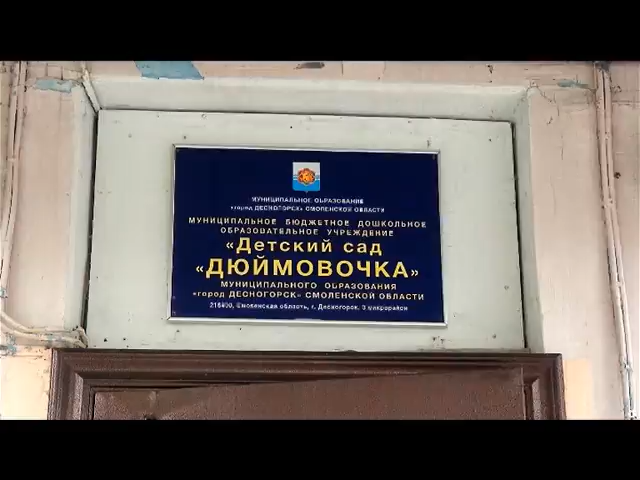 МУНИЦИПАЛЬНОЕ ОБРАЗОВАНИЕ
«город ДЕСНОГОРСК» СМОЛЕНСКОЙ ОБЛАСТИ
МУНИЦИПАЛЬНОЕ БЮДЖЕТНОЕ ДОШКОЛЬНОЕ
ОБРАЗОВАТЕЛЬНОЕ УЧРЕЖДЕНИЕ
«Детский сад
«ДЮЙМОВОЧКА»
МУНИЦИПАЛЬНОГО ОБРАЗОВАНИЯ
«город ДЕСНОГОРСК» СМОЛЕНСКОЙ ОБЛАСТИ
216400, Смоленская область, г. Десногорск, 3 микрорайон